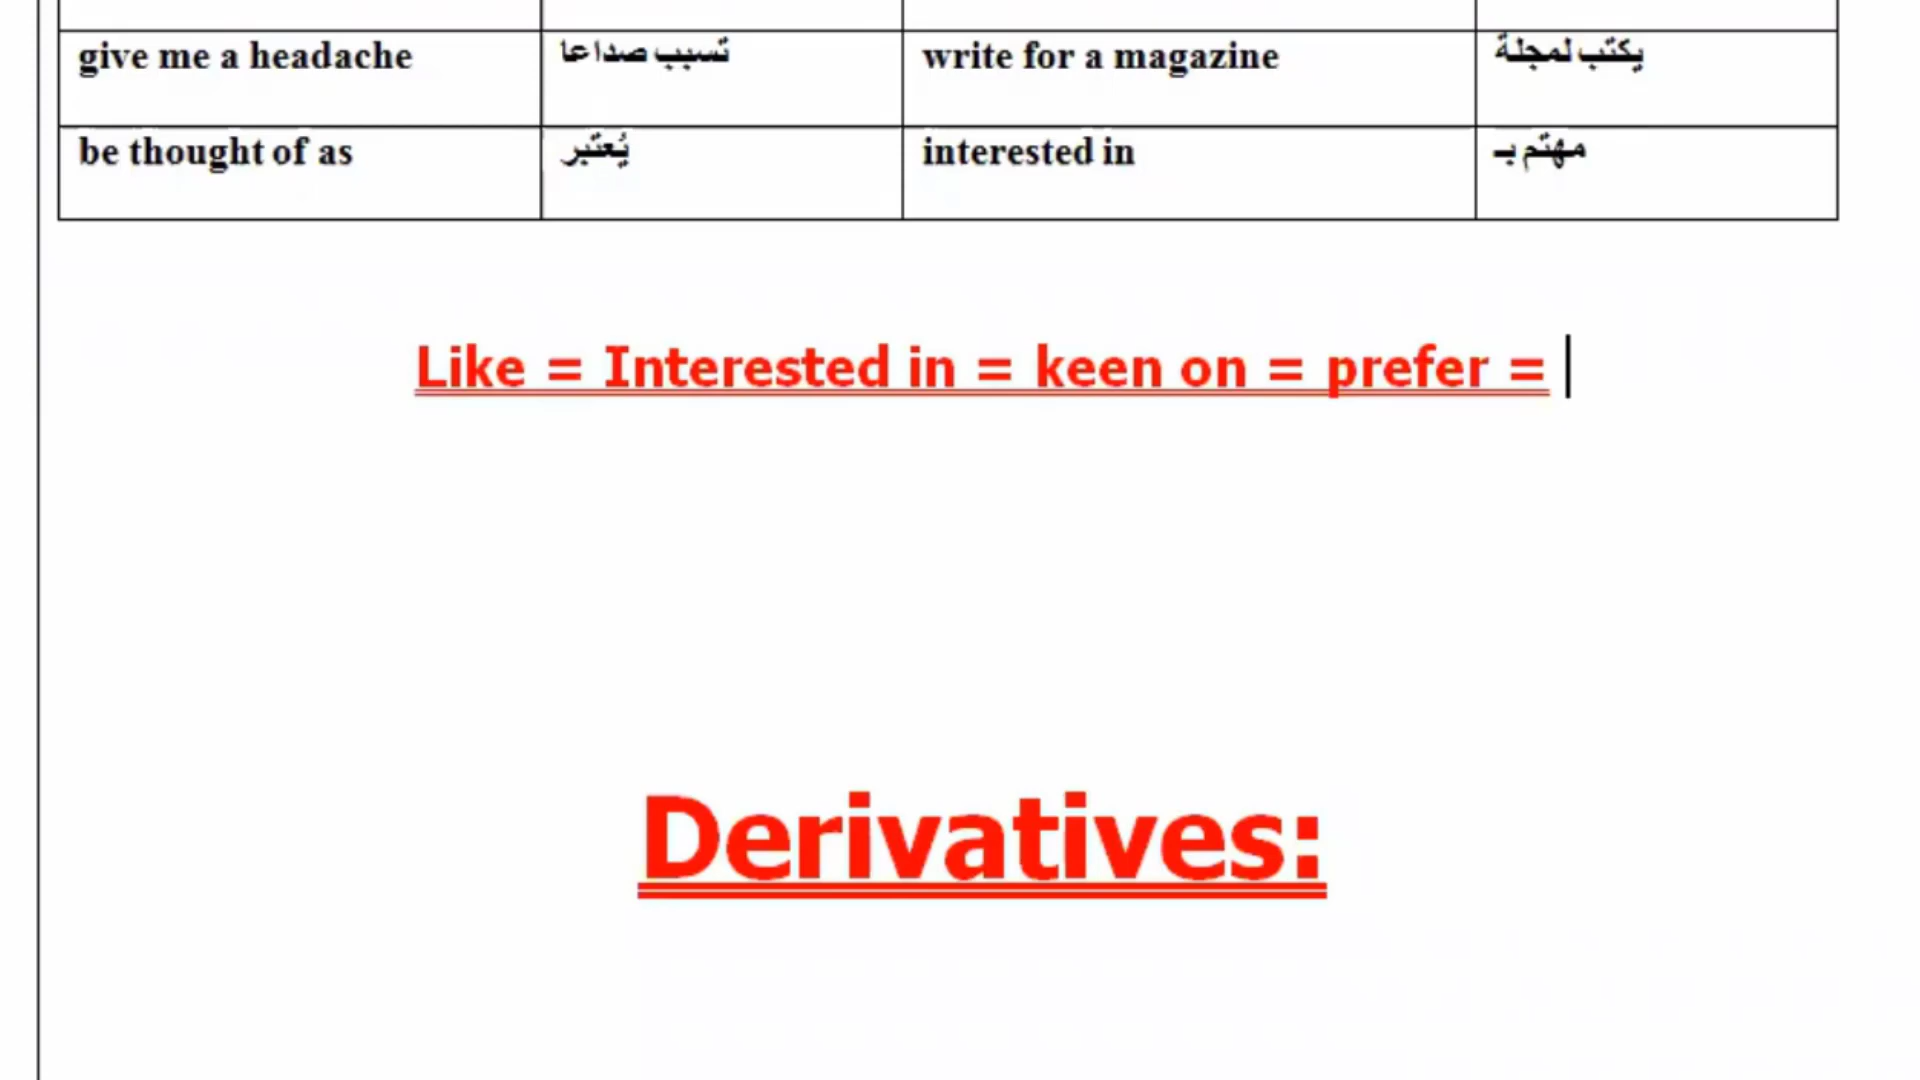 give me a headache تسبب صداعا write for a magazine يكتب لمجلة
be thought of as يُعتبر interested in مهتم بـ
Like = Interested in = keen on = prefer =
Derivatives: